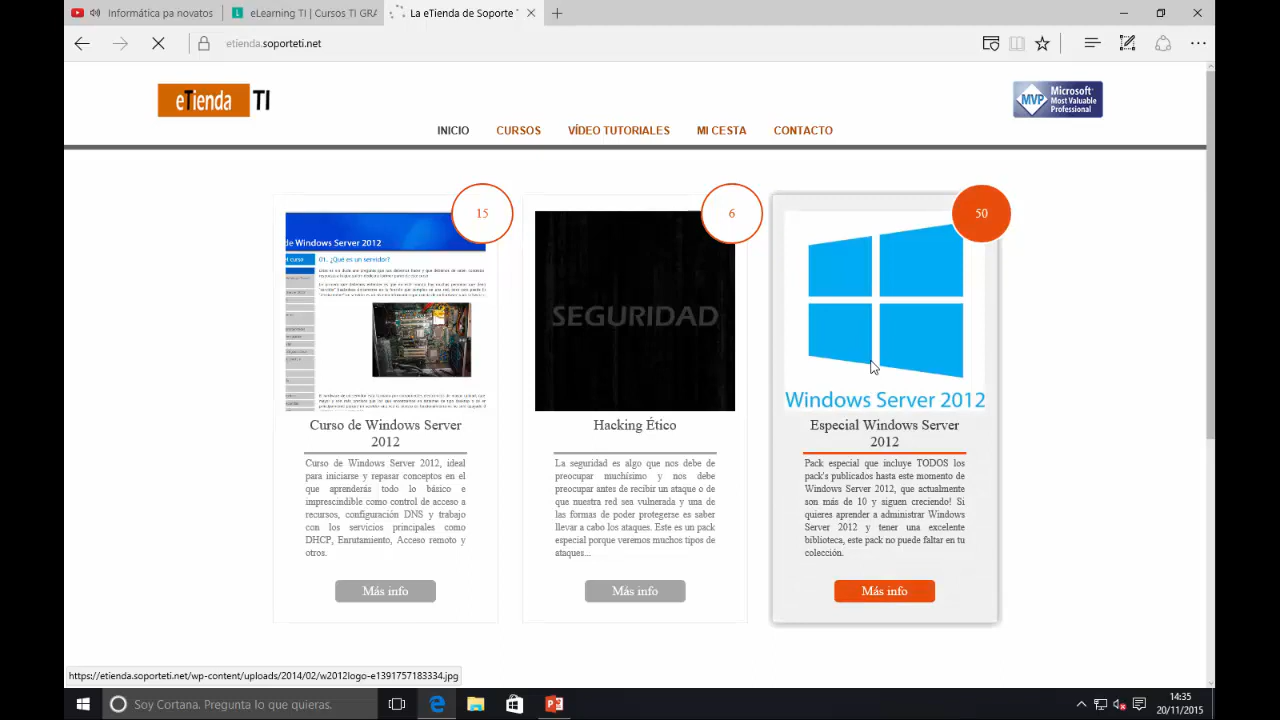 Informática pa novatos
eLearning TI | Cursos TI GRA
La eTienda de Soporte
etienda.soporteti.net
eTienda TI
MVP
Microsoft
Most Valuable
Professional
INICIO
CURSOS
VÍDEO TUTORIALES
MI CESTA
CONTACTO
15
de Windows Server 2012
01. ¿Qué es un servidor?
Curso de Windows Server
2012
Curso de Windows Server 2012, ideal
para iniciarse y repasar conceptos en el
que aprenderás todo lo básico e
imprescindible como control de acceso a
recursos, configuración DNS y trabajo
con los servicios principales como
DHCP, Enrutamiento, Acceso remoto y
otros.
Más info
6
SEGURIDAD
Hacking Ético
La seguridad es algo que nos debe de
preocupar muchísimo y nos debe
preocupar antes de recibir un ataque o de
que nuestra red sea vulnerada y una de
las formas de poder protegerse es saber
llevar a cabo los ataques. Este es un pack
especial porque veremos muchos tipos de
ataques...
Más info
50
Windows Server 2012
Especial Windows Server
2012
Pack especial que incluye TODOS los
pack's publicados hasta este momento de
Windows Server 2012, que actualmente
son más de 10 y siguen creciendo! Si
quieres aprender a administrar Windows
Server 2012 y tener una excelente
biblioteca, este pack no puede faltar en tu
colección.
Más info
https://etienda.soporteti.net/wp-content/uploads/2014/02/w2012logo-e1391757183334.jpg
Soy Cortana. Pregunta lo que quieras.
14:35
20/11/2015